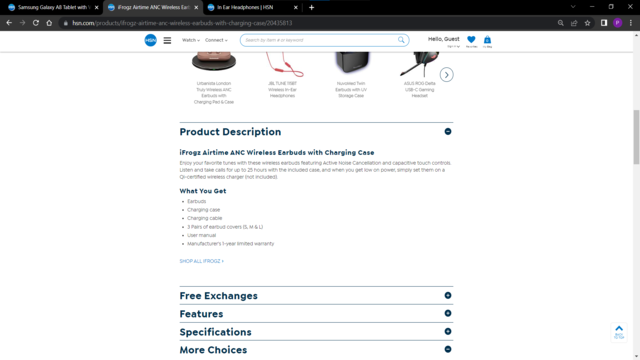 Samsung Galaxy A8 Tablet with V
iFrogz Airtime ANC Wireless Earb
In Ear Headphones | HSN
hsn.com/products/ifrogz-airtime-anc-wireless-earbuds-with-charging-case/20435813
P
HSN
Watch
Connect
Search by item # or keyword
Hello, Guest
Urbanista London
Truly Wireless ANC
Earbuds with
Charging Pad & Case
JBL TUNE 115BT
Wireless In-Ear
Headphones
Nuvomed Twin
Earbuds with UV
Storage Case
ASUS ROG Delta
USB-C Gaming
Headset
Product Description
iFrogz Airtime ANC Wireless Earbuds with Charging Case
Enjoy your favorite tunes with these wireless earbuds featuring Active Noise Cancellation and capacitive touch controls.
Listen and take calls for up to 25 hours with the included case, and when you get low on power, simply set them on a
Qi-certified wireless charger (not included).
What You Get
• Earbuds
• Charging case
• Charging cable
• 3 Pairs of earbud covers (S, M & L)
• User manual
• Manufacturer's 1-year limited warranty
SHOP ALL IFROGZ >
Free Exchanges
Features
Specifications
More Choices
BACK
TO TOP